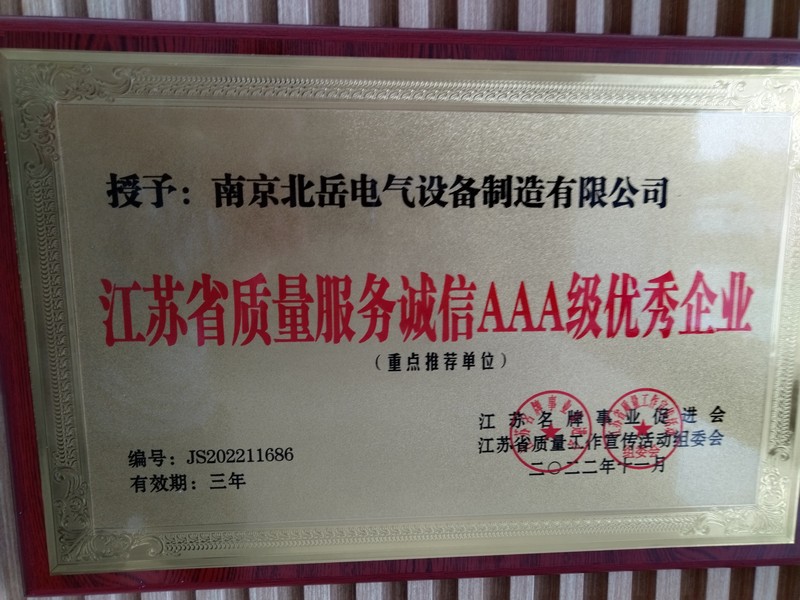 授予：南京北岳电气设备制造有限公司
江苏省质量服务诚信AAA级优秀企业
（重点推荐单位）
江苏名牌事业促进会
江苏省质量工作宣传活动组委会
二〇二二年十一月
编号：JS202211686
有效期：三年
组委会